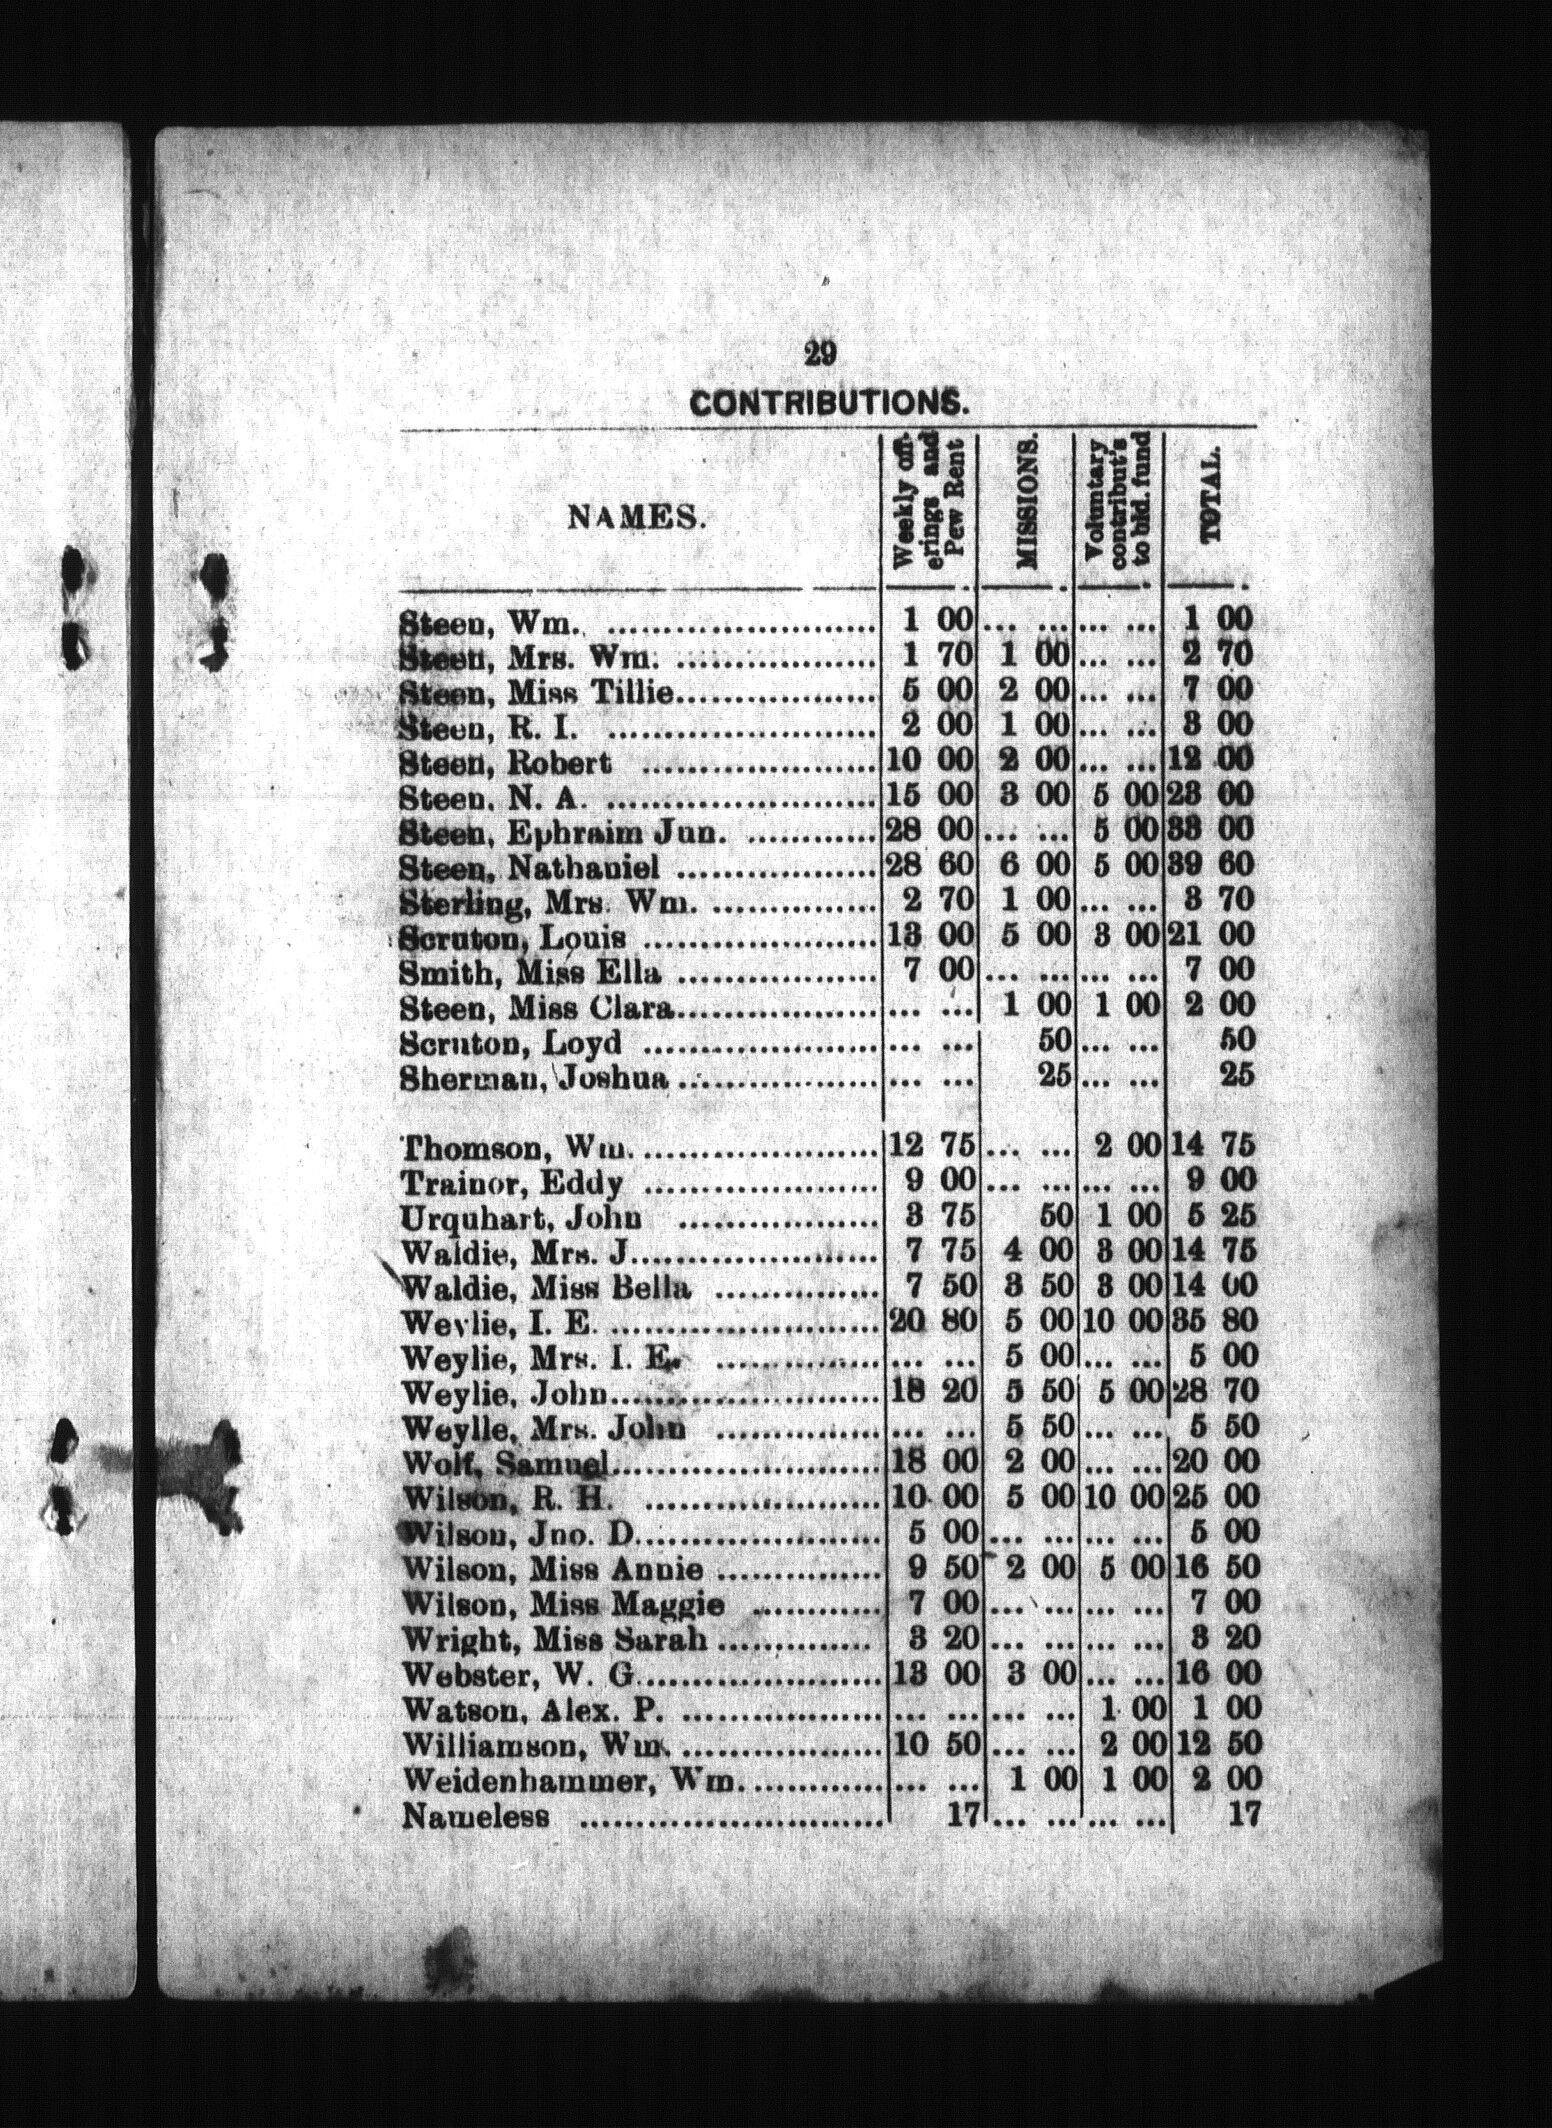 29
CONTRIBUTIONS.
NAMES. Weekly off- erings and Pew Rent MISSIONS. Voluntary contribut's to bld. fund TOTAL.
Steen, Wm. ........................ 1 00 ... ... ... ... 1 00
Steen, Mrs. Wm. .................. 1 70 1 00 ... ... 2 70
Steen, Miss Tillie.................. 5 00 2 00 ... ... 7 00
Steen, R. I. ........................ 2 00 1 00 ... ... 3 00
Steen, Robert ..................... 10 00 2 00 ... ... 12 00
Steen, N. A. ........................ 15 00 3 00 5 00 23 00
Steen, Ephraim Jun. ............ 28 00 ... ... 5 00 33 00
Steen, Nathaniel .................. 28 60 6 00 5 00 39 60
Sterling, Mrs. Wm. ............... 2 70 1 00 ... ... 3 70
Scruton, Louis ..................... 13 00 5 00 3 00 21 00
Smith, Miss Ella .................. 7 00 ... ... ... ... 7 00
Steen, Miss Clara.................. ... ... 1 00 1 00 2 00
Scruton, Loyd ..................... ... ... 50 ... ... 50
Sherman, Joshua .................. ... ... 25 ... ... 25
Thomson, Wm. ..................... 12 75 ... ... 2 00 14 75
Trainor, Eddy ..................... 9 00 ... ... ... ... 9 00
Urquhart, John .................. 3 75 50 1 00 5 25
Waldie, Mrs. J...................... 7 75 4 00 3 00 14 75
Waldie, Miss Bella ............... 7 50 3 50 3 00 14 00
Weylie, I. E. ........................ 20 80 5 00 10 00 35 80
Weylie, Mrs. I. E. ............... ... ... 5 00 ... ... 5 00
Weylie, John........................ 18 20 5 50 5 00 28 70
Weylle, Mrs. John ............... ... ... 5 50 ... ... 5 50
Wolf, Samuel........................ 18 00 2 00 ... ... 20 00
Wilson, R. H. ..................... 10 00 5 00 10 00 25 00
Wilson, Jno. D...................... 5 00 ... ... ... ... 5 00
Wilson, Miss Annie ............... 9 50 2 00 5 00 16 50
Wilson, Miss Maggie ............ 7 00 ... ... ... ... 7 00
Wright, Miss Sarah .............. 3 20 ... ... ... ... 3 20
Webster, W. G...................... 13 00 3 00 ... ... 16 00
Watson, Alex. P. .................. ... ... ... ... 1 00 1 00
Williamson, Wm. .................. 10 50 ... ... 2 00 12 50
Weidenhammer, Wm. ............ ... ... 1 00 1 00 2 00
Nameless ........................... 17 ... ... ... ... 17